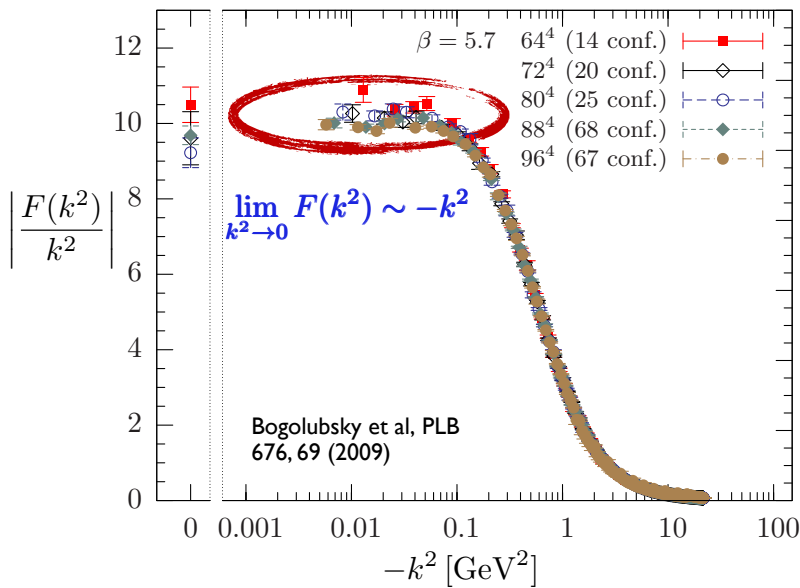 β = 5.7
64⁴ (14 conf.)
72⁴ (20 conf.)
80⁴ (25 conf.)
88⁴ (68 conf.)
96⁴ (67 conf.)
12
10
8
6
4
2
0
|F(k²)/k²|
lim k²→0 F(k²) ∼ −k²
Bogolubsky et al, PLB
676, 69 (2009)
0 0.001 0.01 0.1 1 10 100
−k² [GeV²]